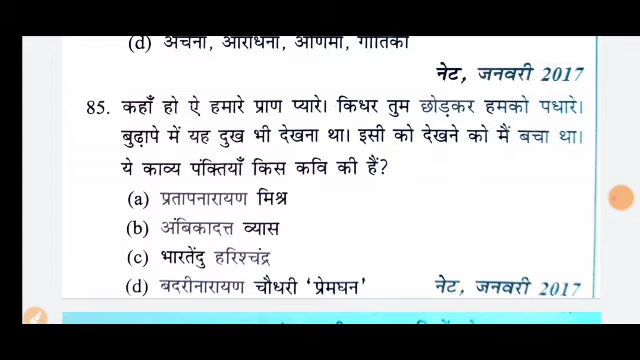 (d) अर्चना, आराधना, अणिमा, गीतिका
नेट, जनवरी 2017
85. कहाँ हो ऐ हमारे प्राण प्यारे। किधर तुम छोड़कर हमको पधारे।
बुढ़ापे में यह दुख भी देखना था। इसी को देखने को मैं बचा था।
ये काव्य पंक्तियाँ किस कवि की हैं?
(a) प्रतापनारायण मिश्र
(b) अंबिकादत्त व्यास
(c) भारतेंदु हरिश्चंद्र
(d) बदरीनारायण चौधरी ‘प्रेमघन’ नेट, जनवरी 2017